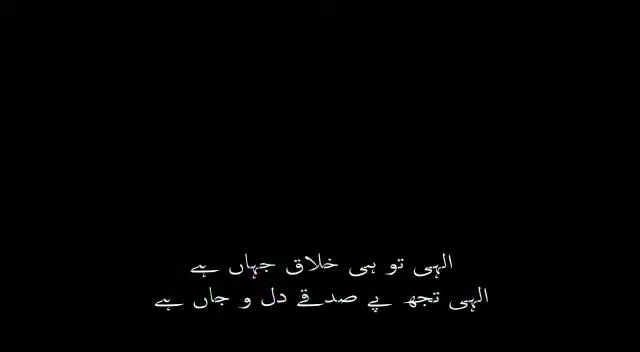 الہی تو ہی خلاق جہاں ہے
الہی تجھ پے صدقے دل و جاں ہے